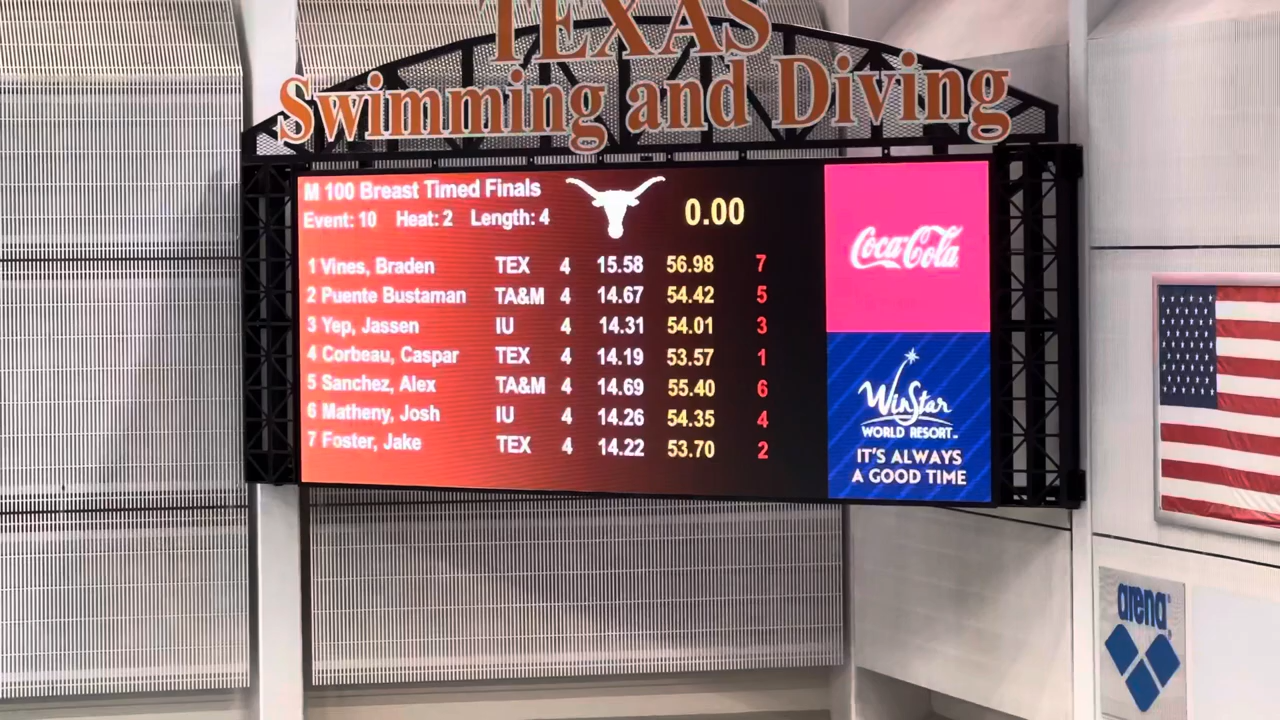 TEXAS
Swimming and Diving
M 100 Breast Timed Finals
Event: 10 Heat: 2 Length: 4
0.00
1 Vines, Braden TEX 4 15.58 56.98 7
2 Puente Bustaman TA&M 4 14.67 54.42 5
3 Yep, Jassen IU 4 14.31 54.01 3
4 Corbeau, Caspar TEX 4 14.19 53.57 1
5 Sanchez, Alex TA&M 4 14.69 55.40 6
6 Matheny, Josh IU 4 14.26 54.35 4
7 Foster, Jake TEX 4 14.22 53.70 2
Coca-Cola
WinStar
WORLD RESORT™
IT'S ALWAYS
A GOOD TIME
arena